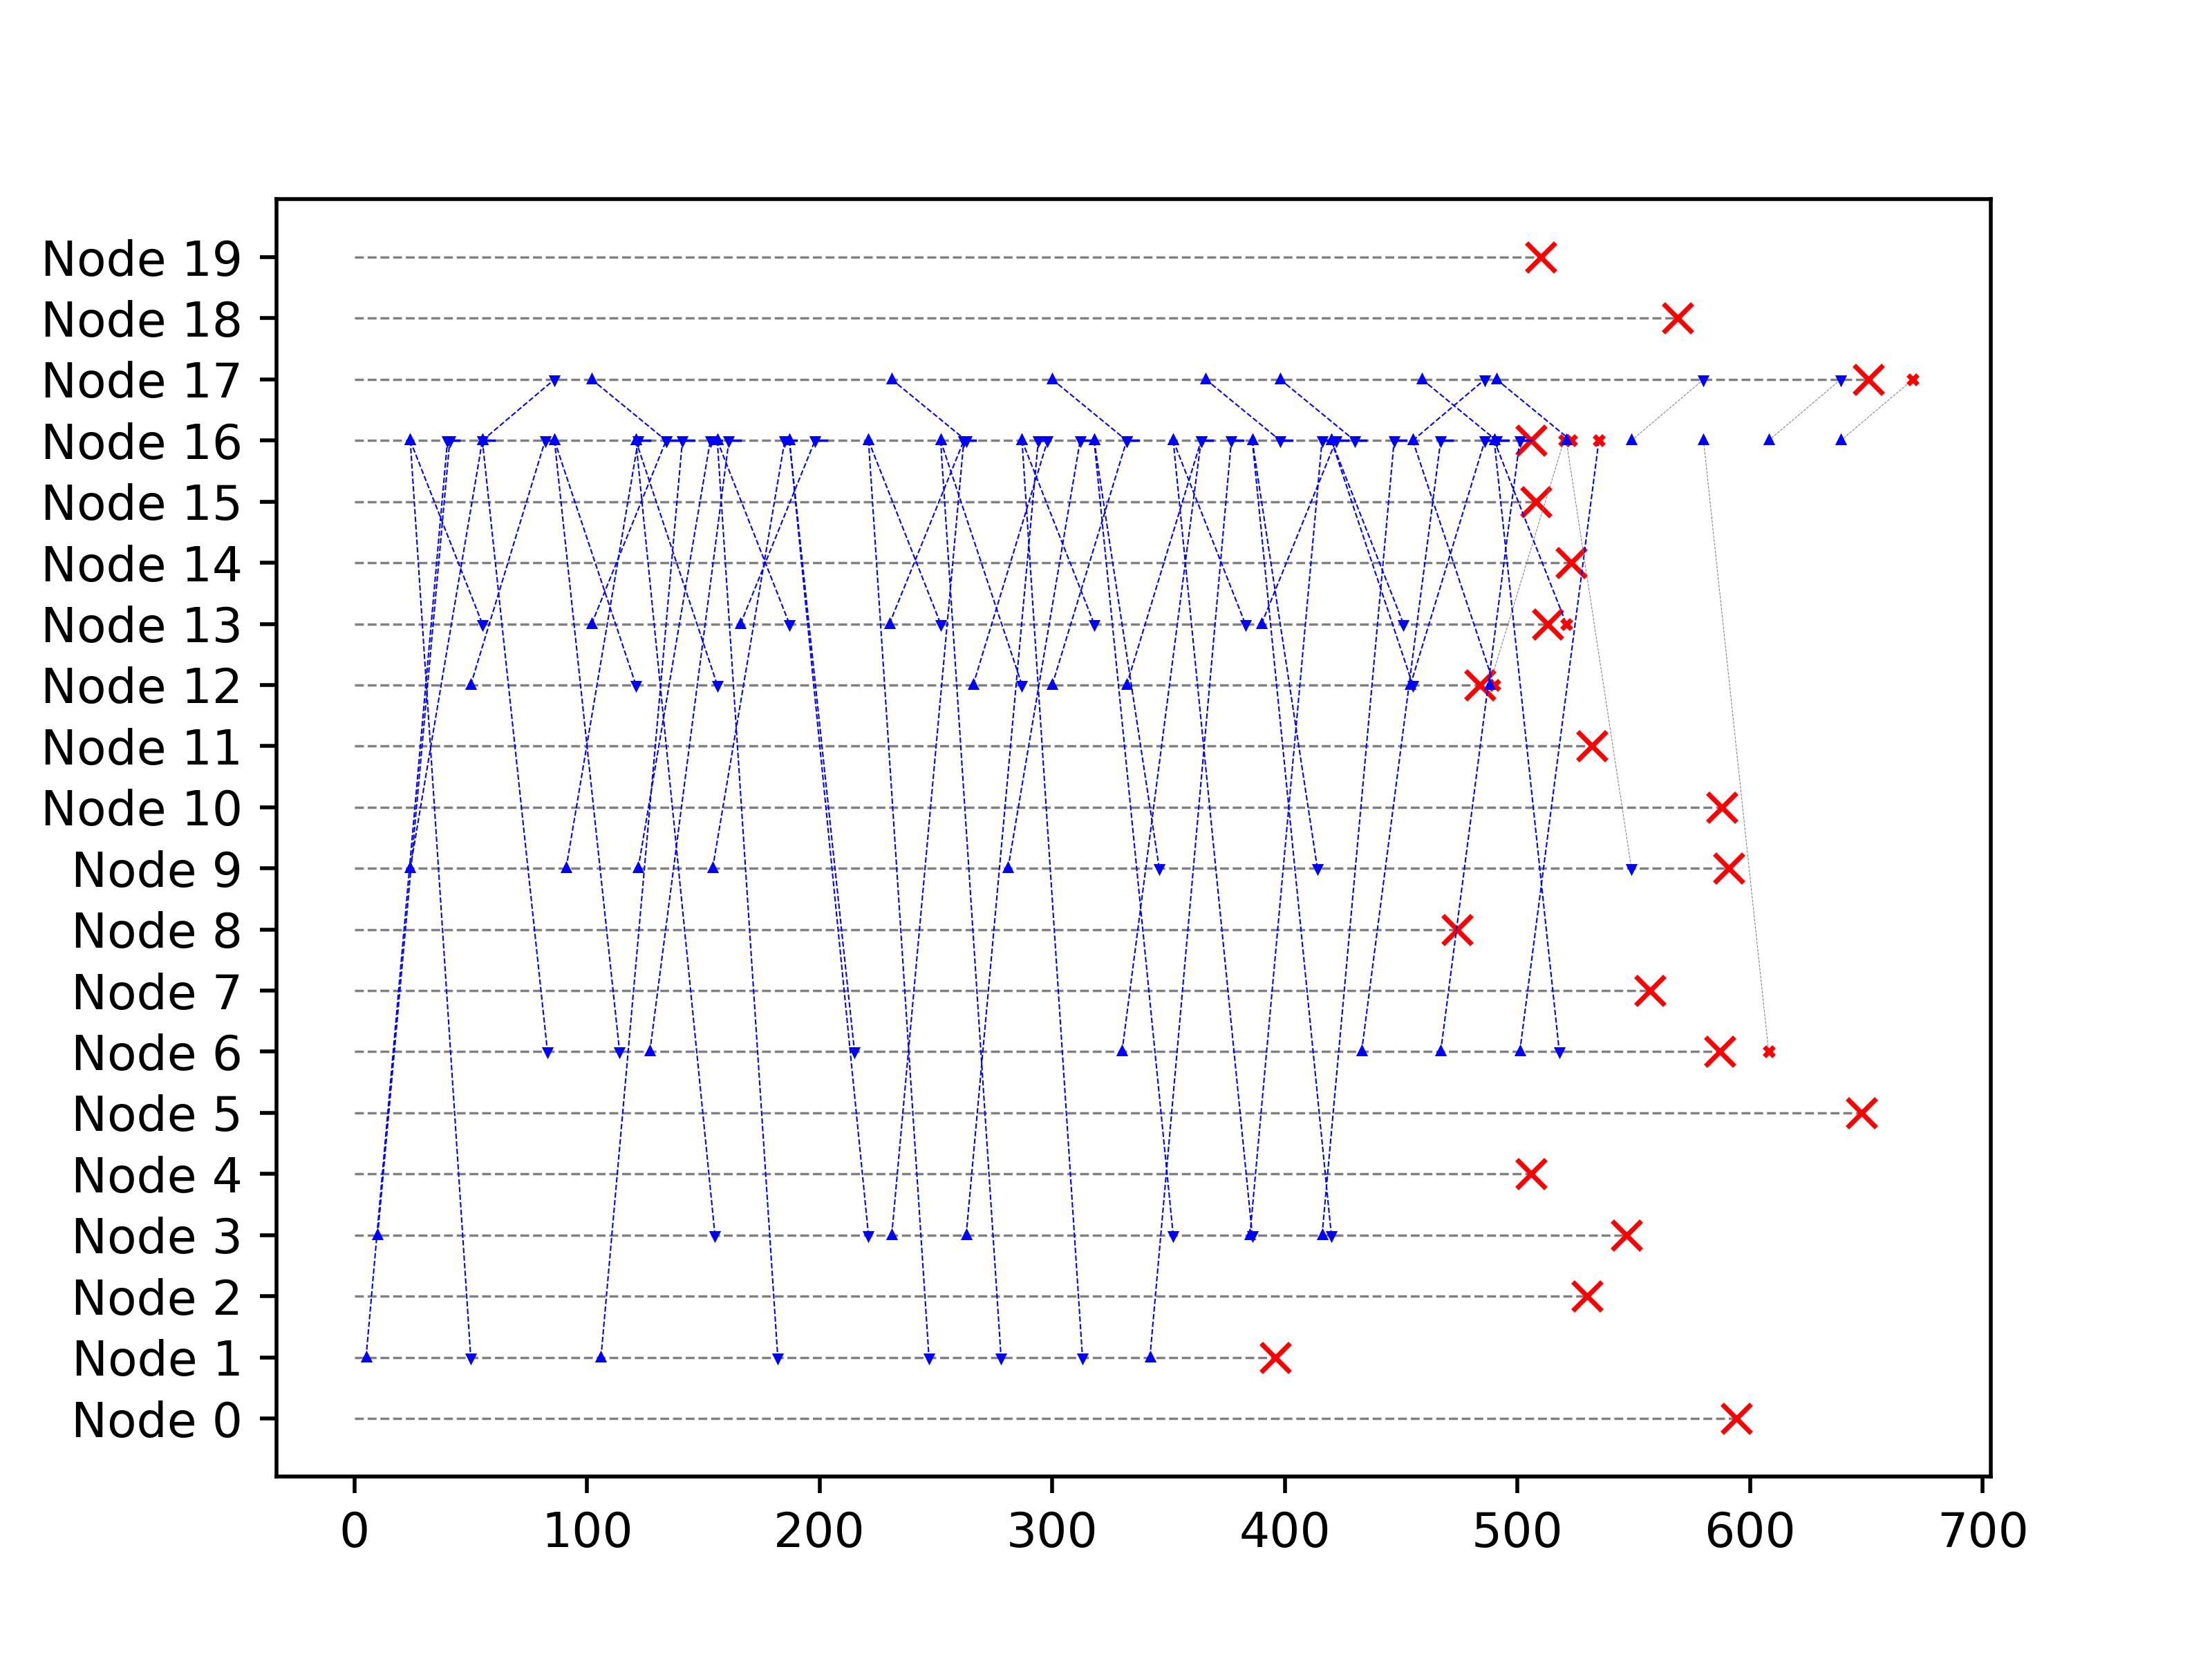 Node 19
Node 18
Node 17
Node 16
Node 15
Node 14
Node 13
Node 12
Node 11
Node 10
Node 9
Node 8
Node 7
Node 6
Node 5
Node 4
Node 3
Node 2
Node 1
Node 0
0 100 200 300 400 500 600 700